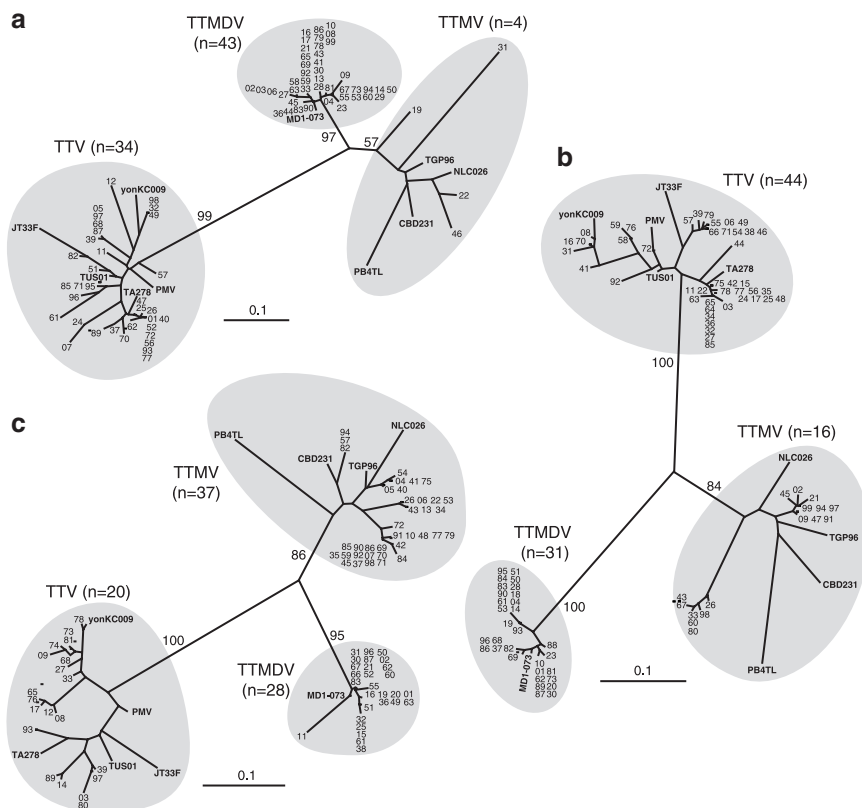 a
TTMDV
(n=43)
16 86 10
17 79 08
21 78 99
65 43
69 41
92 30
58 59 13
02 03 06 27 63 33 28 81 09
67 73 94 14 50
45 04 55 53 60 29
36 44 83 90 23
MD1-073
97
57
TTMV
(n=4)
31
19
TGP96
NLC026
22
CBD231
46
PB4TL
99
TTV (n=34)
yonKC009
12
98
32
49
05
97
68
87
39
JT33F
11
82
57
51
TUS01
PMV
85 71 95
TA278
96
47
25
26
01 40
61
24
62
52
89
37
72
07
70
56
93
77
0.1
b
TTV (n=44)
JT33F
yonKC009
PMV
59
76
57
39
79
55 06 49
66 71 54 38 46
08
16 70
58
72
44
31
41
TUS01
TA278
92
75 42 15
11 22
78 77 56 35
63
24 17 25 48
65
03
64
34
36
32
27
85
100
TTMV (n=16)
NLC026
84
02
45
21
99 94 97
09 47 91
TGP96
CBD231
43
67
26
33
98
60
80
PB4TL
TTMDV
(n=31)
100
95 51
84 50
83 28
90 18
61 04
53 14
19
93
96 68
88
86 37 82
23
69
10
MD1-073
01 81
62 73
89 20
87 30
0.1
c
TTMV
(n=37)
PB4TL
NLC026
94
57
82
CBD231
TGP96
54
04 41 75
05 40
26 06 22 53
43 13 34
72
91 10 48 77 79
42
84
85 90 86 69
35 59 92 07 70
45 37 98 71
86
TTV (n=20)
78
yonKC009
73
81
74
09
68
27
33
65
76
17
12
08
PMV
93
TA278
TUS01
JT33F
89
14
39
97
03
80
100
95
TTMDV
(n=28)
31 96 50
30 87 02
67 21 62
66 52 60
83
MD1-073
55
16 19 20 01
36 49 63
51
32
25
15
61
38
11
0.1